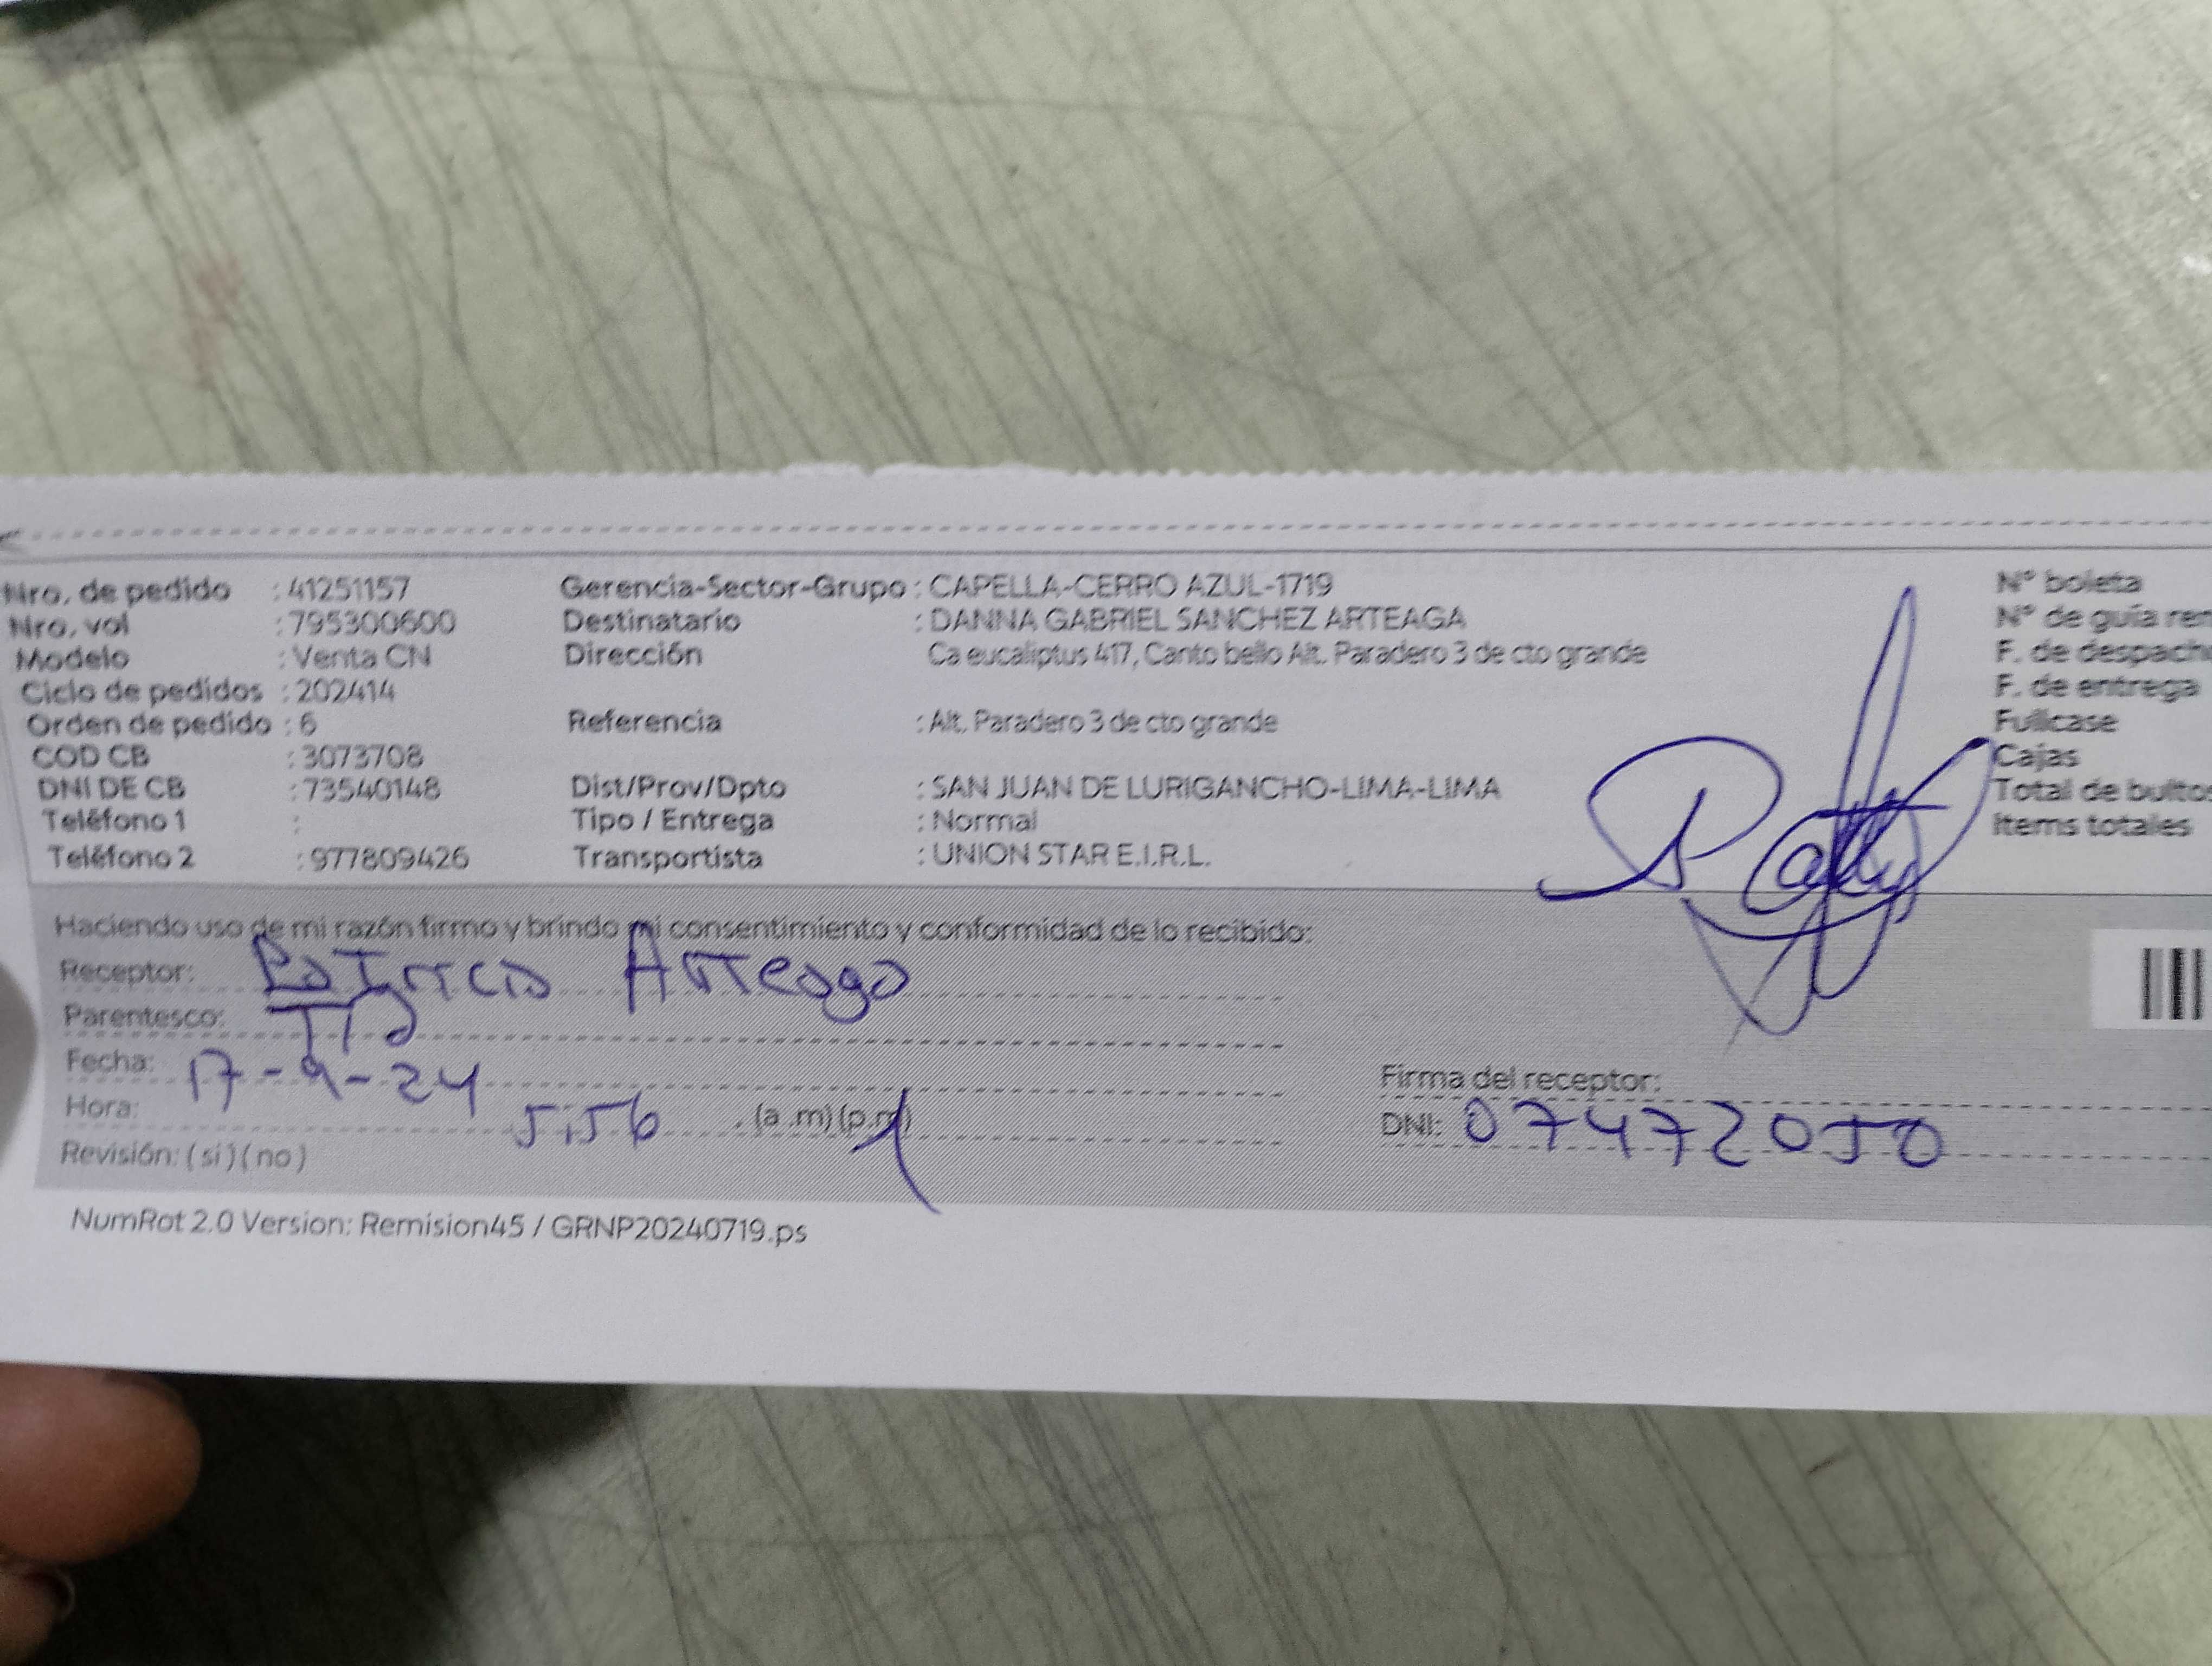 Nro. de pedido : 41251157 Gerencia-Sector-Grupo : CAPELLA-CERRO AZUL-1719 N° boleta
Nro. vol : 795300600 Destinatario : DANNA GABRIEL SANCHEZ ARTEAGA N° de guía rem
Modelo : Venta CN Dirección Ca eucaliptus 417, Canto bello Alt. Paradero 3 de cto grande F. de despacho
Ciclo de pedidos : 202414 F. de entrega
Orden de pedido : 6 Referencia : Alt. Paradero 3 de cto grande Fullcase
COD CB : 3073708 Cajas
DNI DE CB : 73540148 Dist/Prov/Dpto : SAN JUAN DE LURIGANCHO-LIMA-LIMA Total de bultos
Teléfono 1 : Tipo / Entrega : Normal Items totales
Teléfono 2 : 977809426 Transportista : UNION STAR E.I.R.L.
Patty
Haciendo uso de mi razón firmo y brindo mi consentimiento y conformidad de lo recibido:
Receptor: Patricia Arteaga
Parentesco: Tía
Fecha: 17-9-24 Firma del receptor:
Hora: 5:56 (a .m) (p.m) DNI: 07472050
Revisión: ( si ) ( no )
NumRot 2.0 Version: Remision45 / GRNP20240719.ps